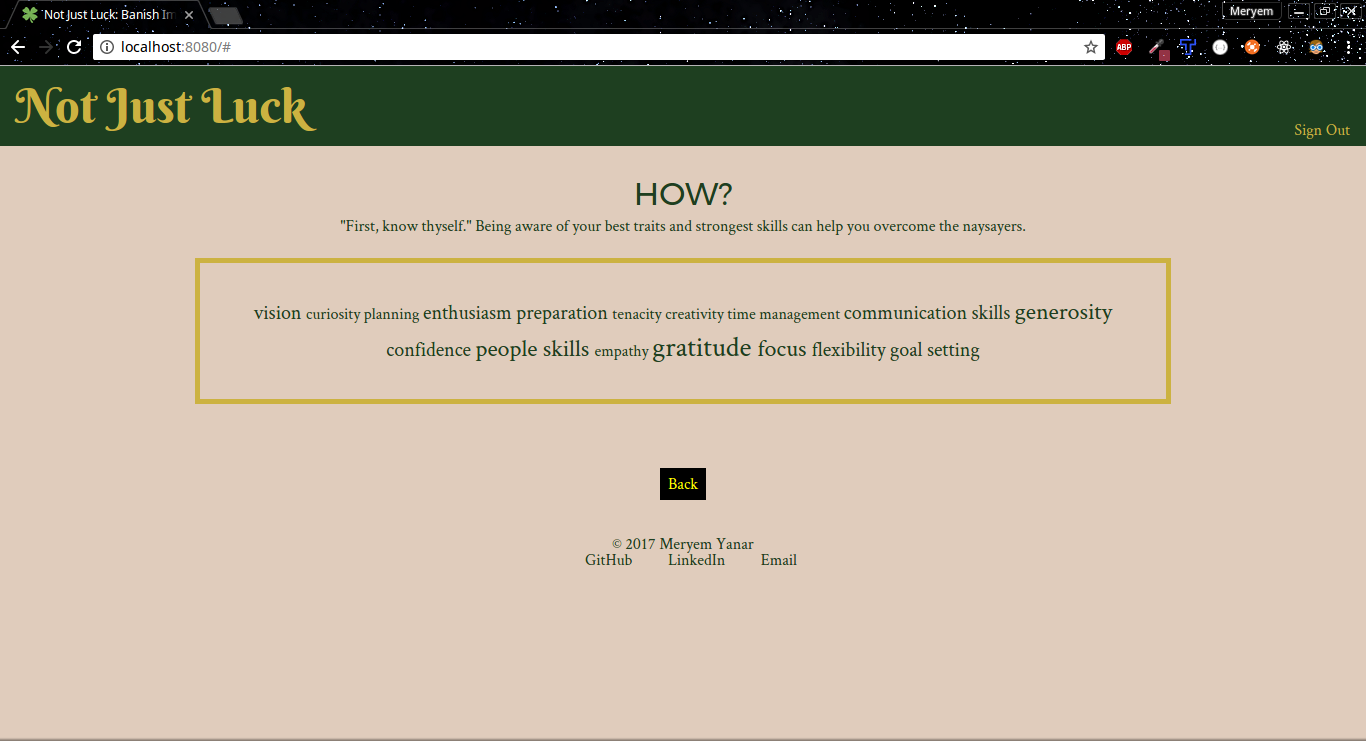 Not Just Luck: Banish Im
Meryem
localhost:8080/#
ABP
Not Just Luck
Sign Out
HOW?
"First, know thyself." Being aware of your best traits and strongest skills can help you overcome the naysayers.
vision curiosity planning enthusiasm preparation tenacity creativity time management communication skills generosity
confidence people skills empathy gratitude focus flexibility goal setting
Back
© 2017 Meryem Yanar
GitHub LinkedIn Email